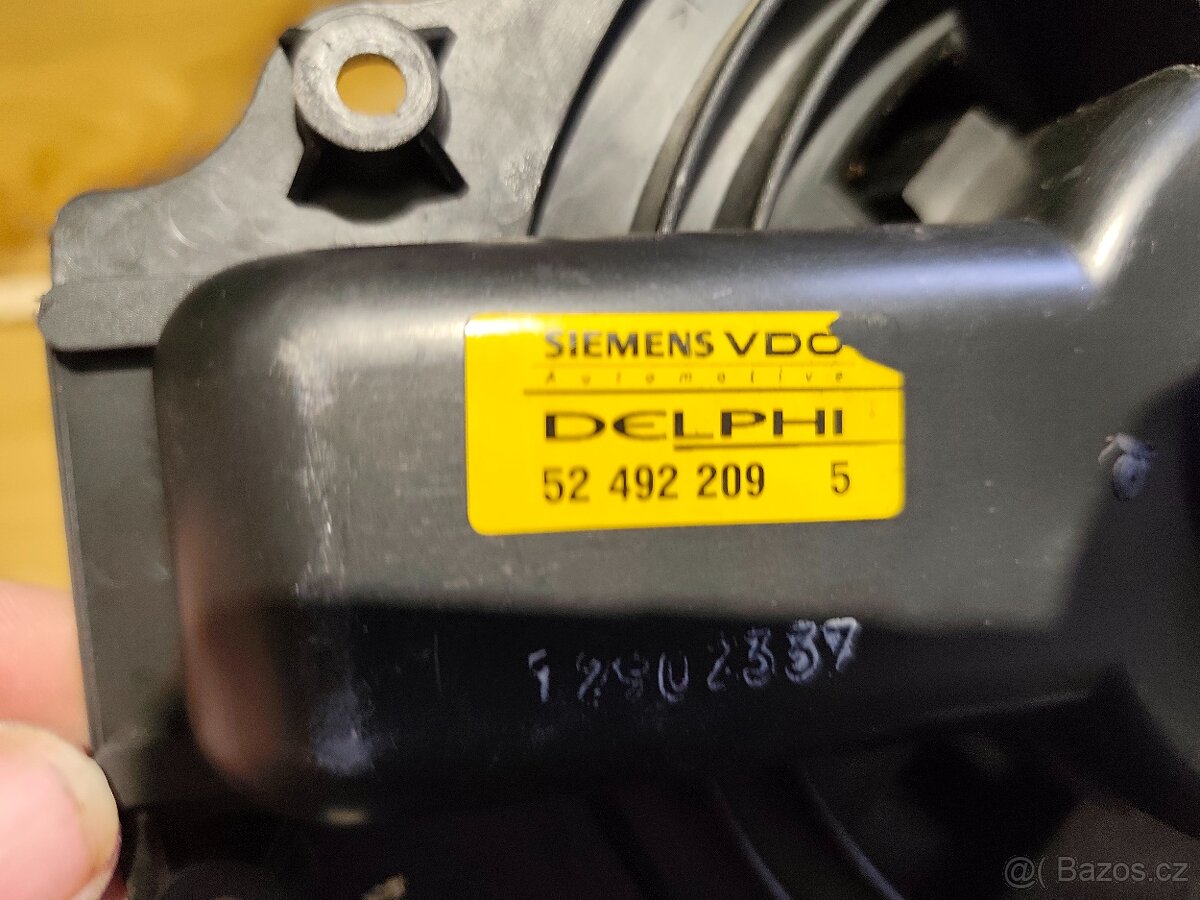 SIEMENS VDO
Automotive
DELPHI
52 492 209 5
@( Bazos.cz